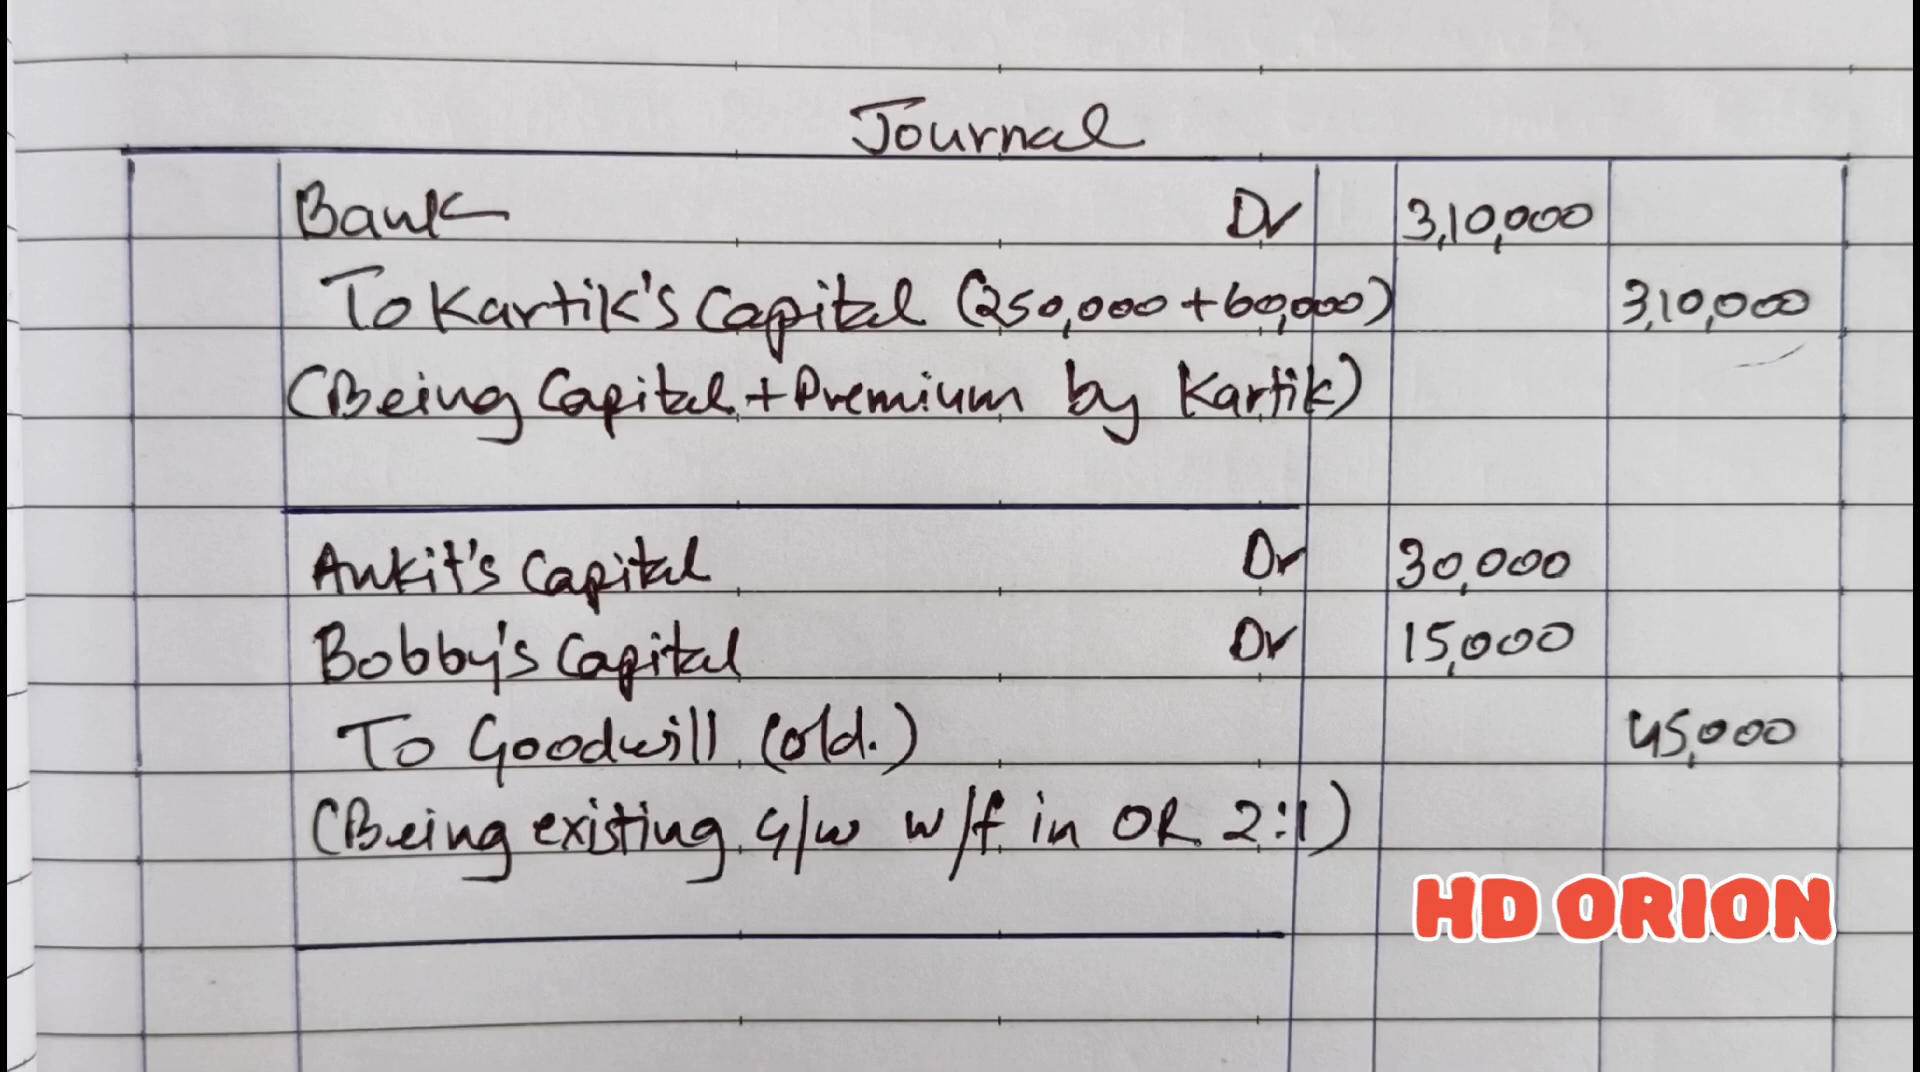 Journal
Bank Dr 3,10,000
To Kartik's Capital (250,000+60,000) 3,10,000
(Being Capital + Premium by Kartik)
Ankit's Capital Dr 30,000
Bobby's Capital Dr 15,000
To Goodwill (old.) 45,000
(Being existing G/w w/f in OR 2:1)
HD ORION